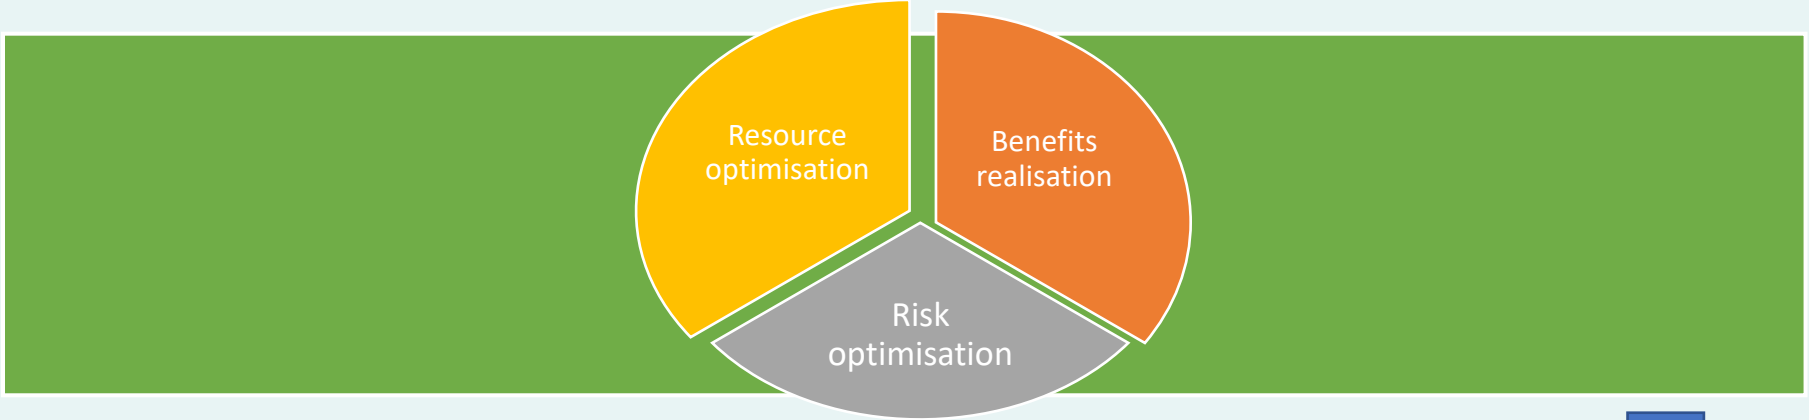 Resource
optimisation
Benefits
realisation
Risk
optimisation